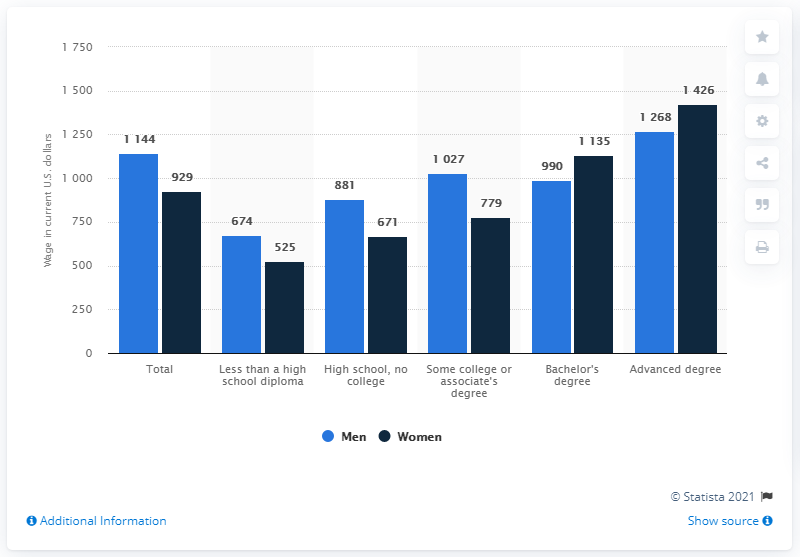 Wage in current U.S. dollars
1 750
1 500
1 250
1 000
750
500
250
0
1 144
929
674
525
881
671
1 027
779
990
1 135
1 268
1 426
Total
Less than a high
school diploma
High school, no
college
Some college or
associate's
degree
Bachelor's
degree
Advanced degree
Men
Women
© Statista 2021
Additional Information
Show source